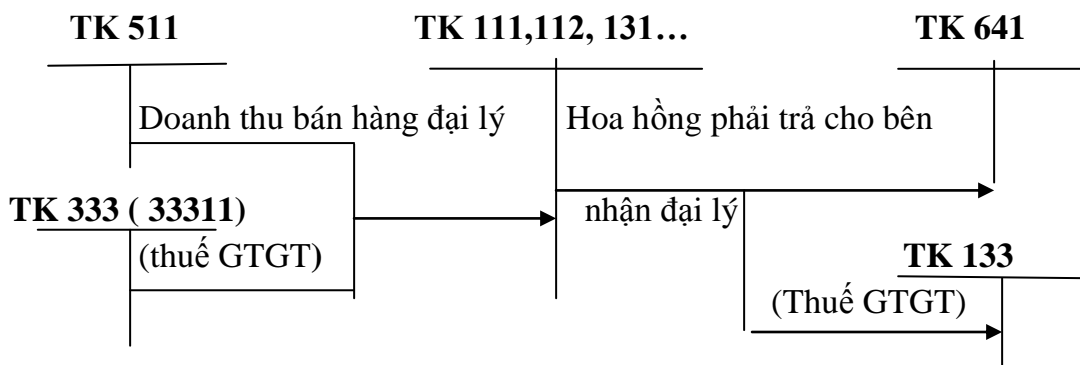 TK 511
TK 111,112, 131…
TK 641
Doanh thu bán hàng đại lý
Hoa hồng phải trả cho bên
TK 333 ( 33311)
nhận đại lý
(thuế GTGT)
TK 133
(Thuế GTGT)